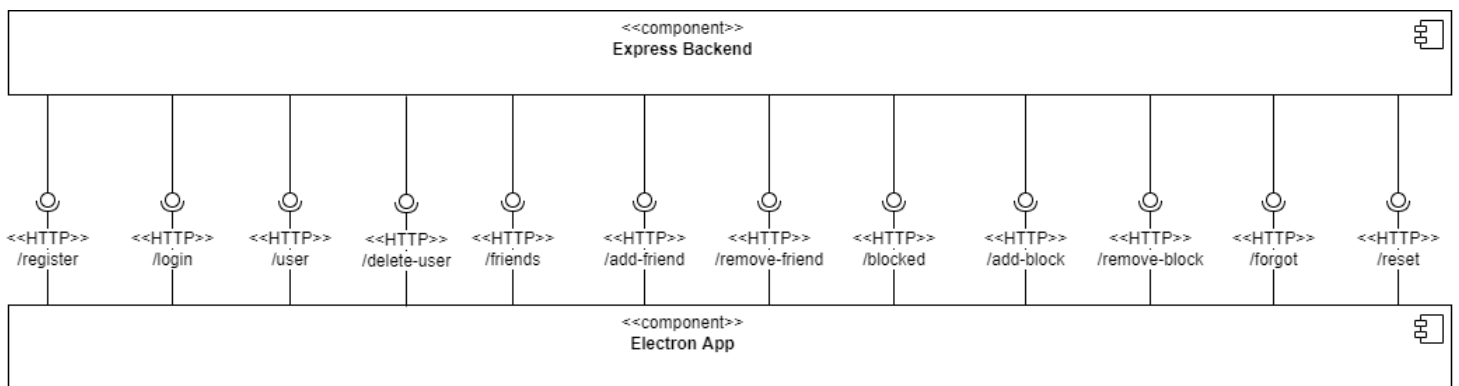 <<component>>
Express Backend
<<HTTP>>
/register
<<HTTP>>
/login
<<HTTP>>
/user
<<HTTP>>
/delete-user
<<HTTP>>
/friends
<<HTTP>>
/add-friend
<<HTTP>>
/remove-friend
<<HTTP>>
/blocked
<<HTTP>>
/add-block
<<HTTP>>
/remove-block
<<HTTP>>
/forgot
<<HTTP>>
/reset
<<component>>
Electron App